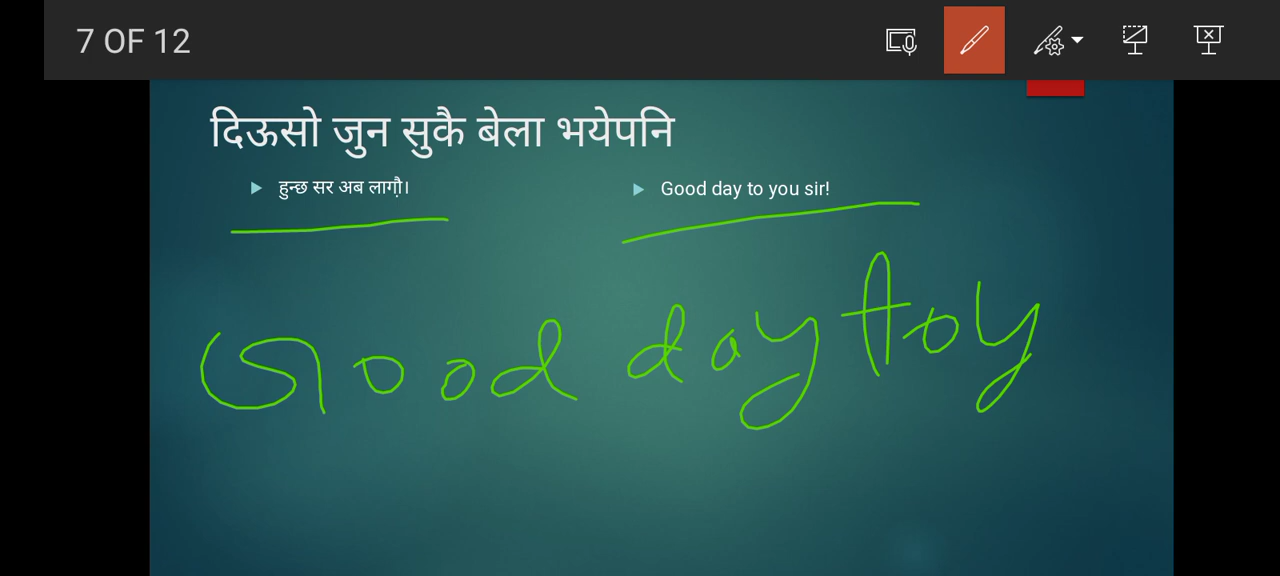 7 OF 12
दिऊसो जुन सुकै बेला भयेपनि
हुन्छ सर अब लागौ़।
Good day to you sir!
Good day to y